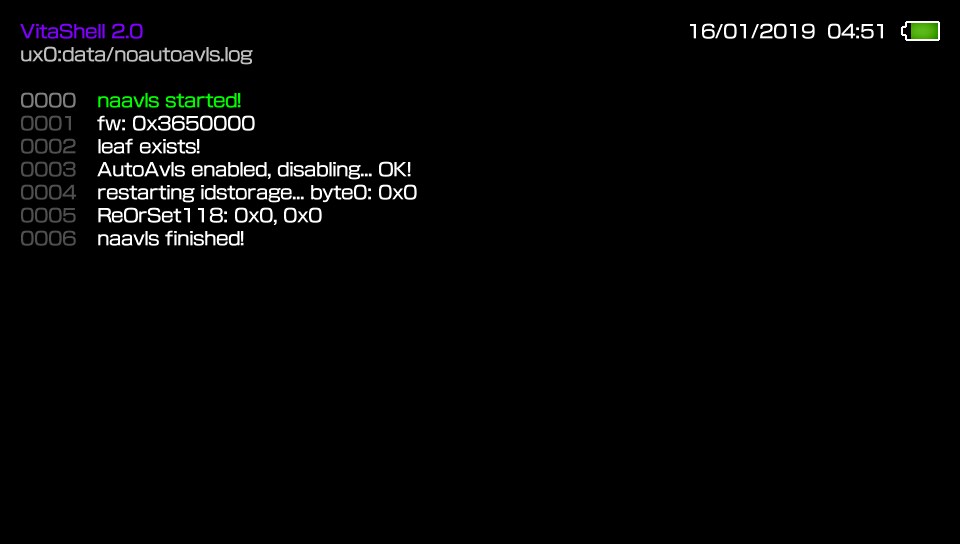 VitaShell 2.0 16/01/2019 04:51
ux0:data/noautoavls.log
0000 naavls started!
0001 fw: 0x3650000
0002 leaf exists!
0003 AutoAvls enabled, disabling... OK!
0004 restarting idstorage... byte0: 0x0
0005 ReOrSet118: 0x0, 0x0
0006 naavls finished!